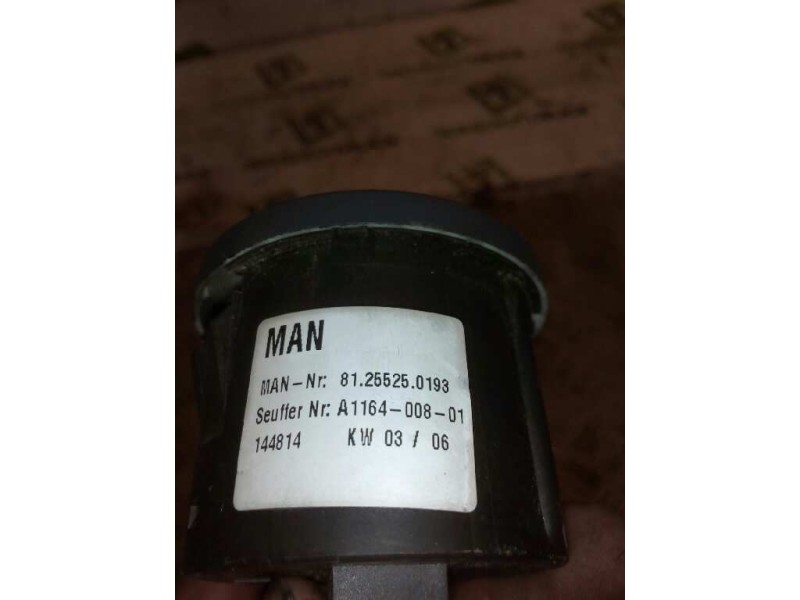 MAN
MAN-Nr: 81.25525.0193
Seuffer Nr: A1164-008-01
144814 KW 03 / 06